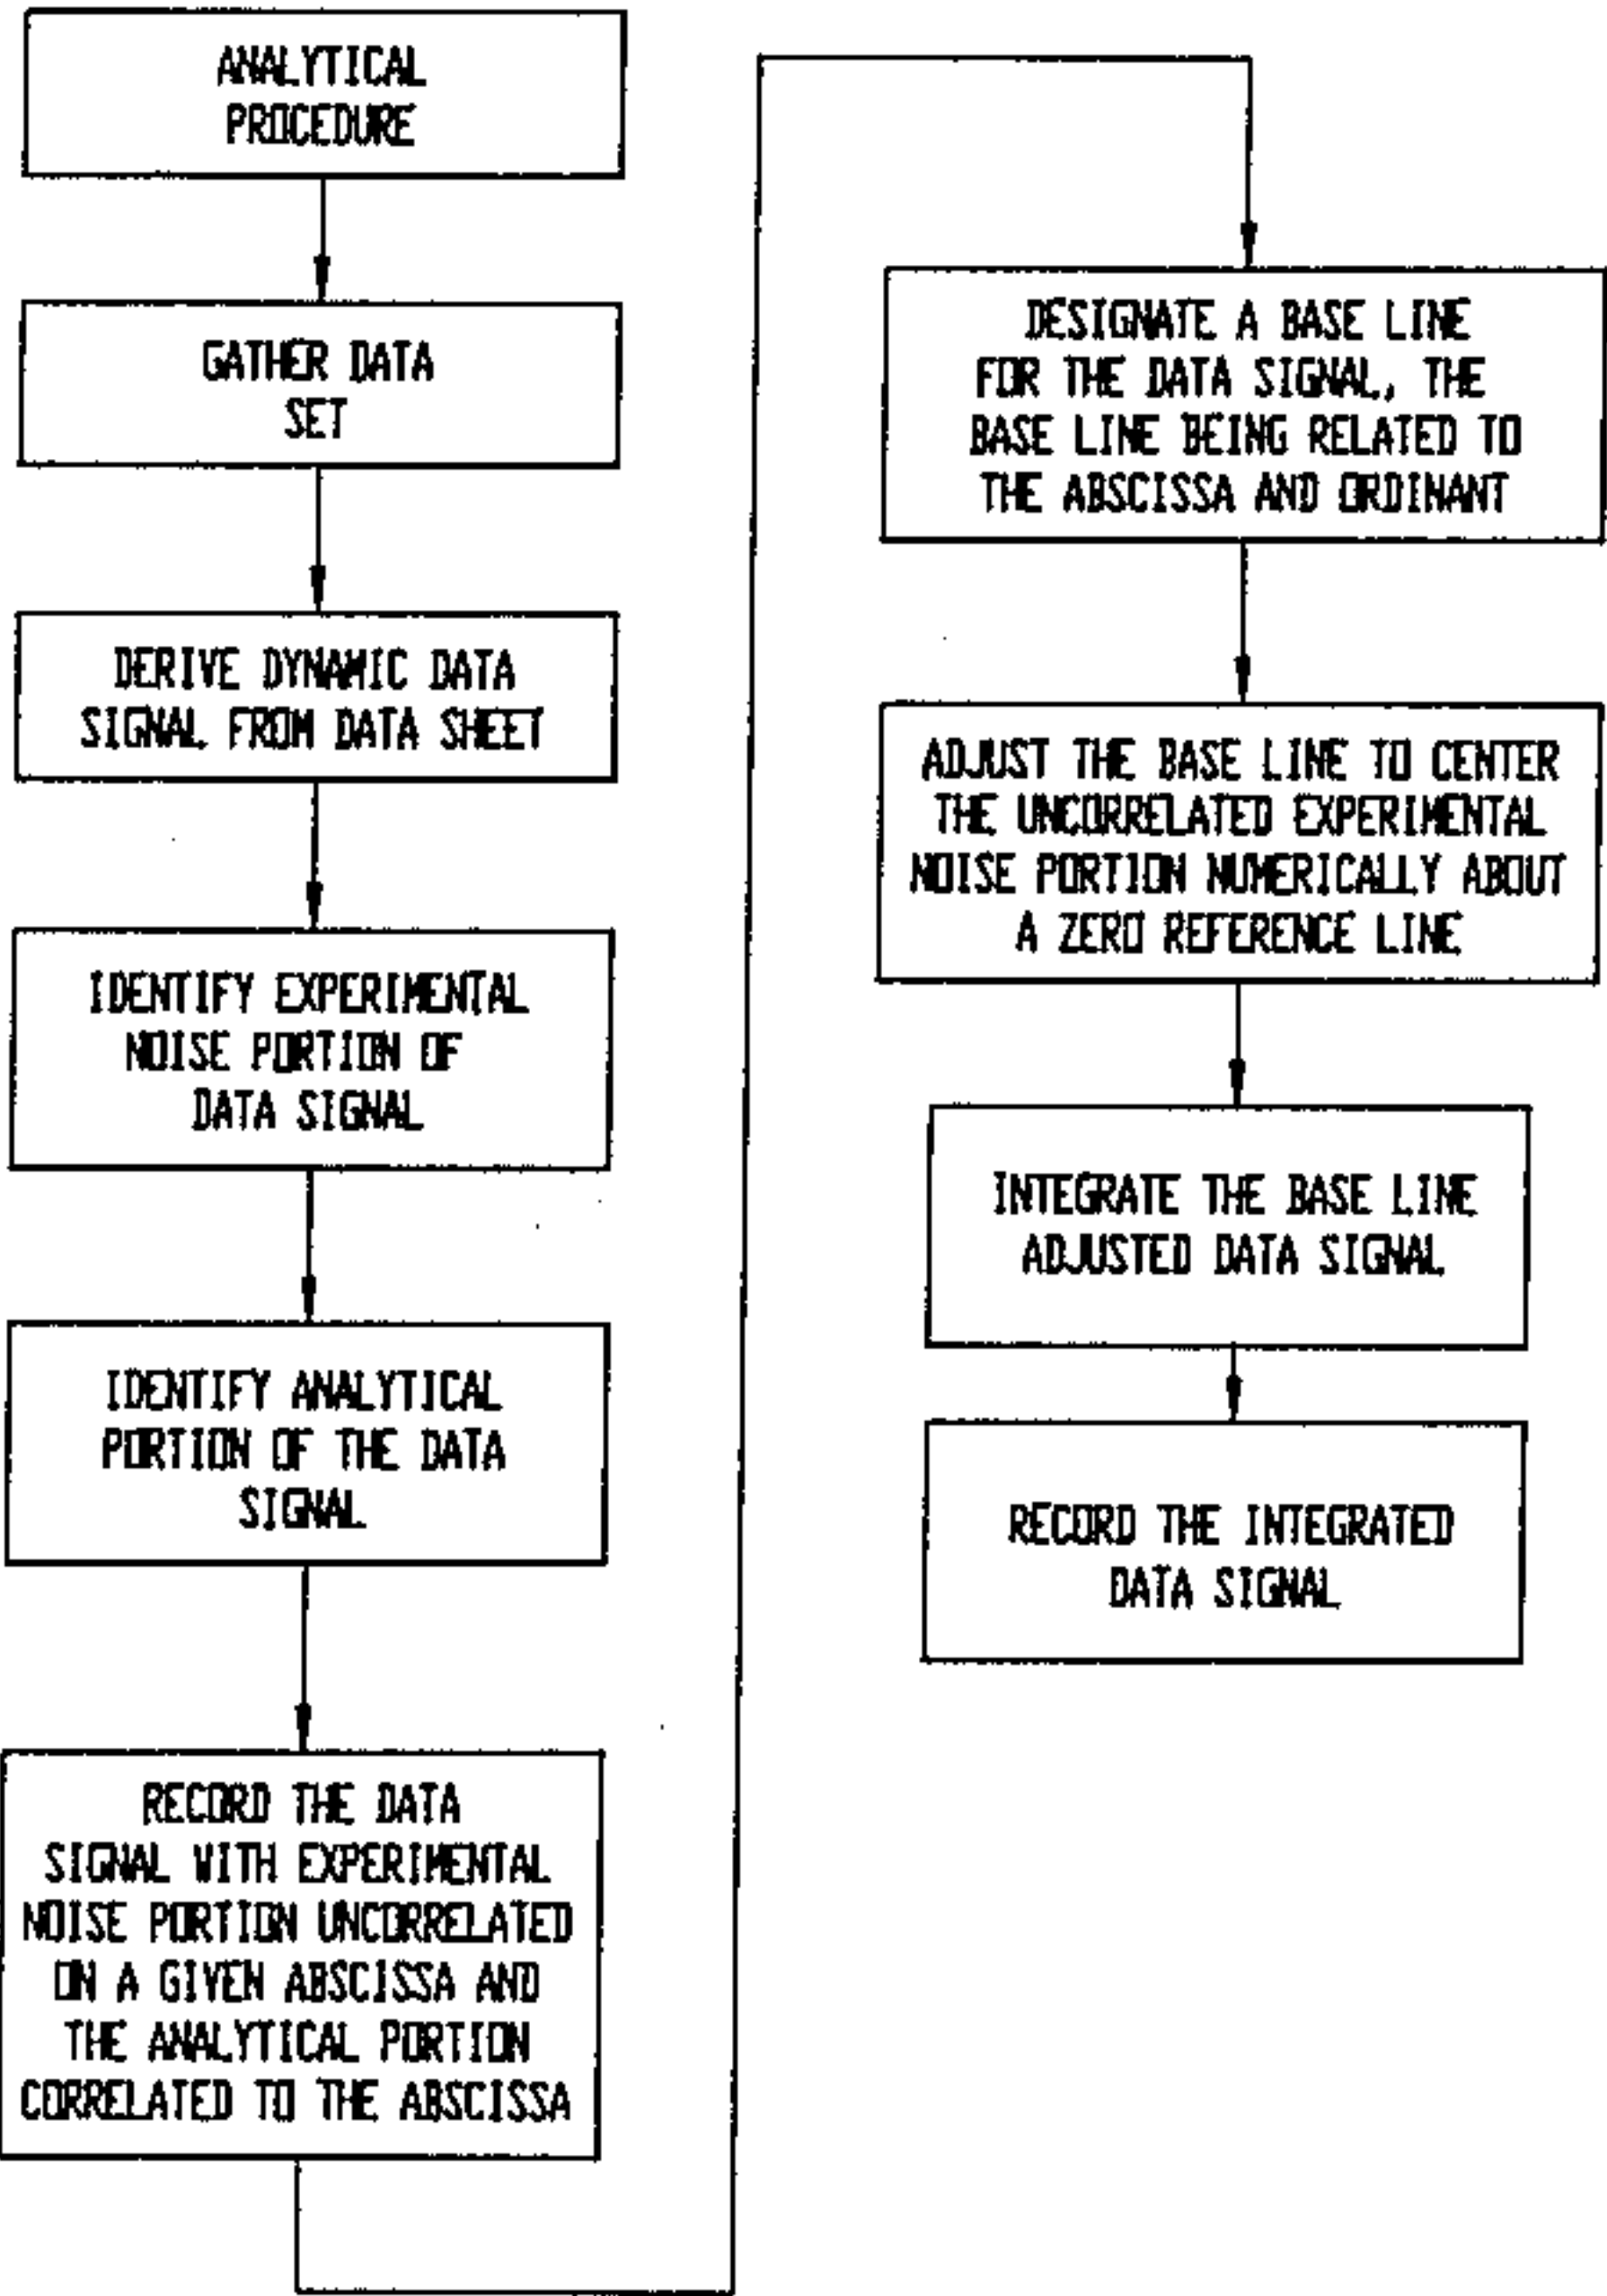 ANALYTICAL
PROCEDURE
GATHER DATA
SET
DERIVE DYNAMIC DATA
SIGNAL FROM DATA SHEET
IDENTIFY EXPERIMENTAL
NOISE PORTION OF
DATA SIGNAL
IDENTIFY ANALYTICAL
PORTION OF THE DATA
SIGNAL
RECORD THE DATA
SIGNAL WITH EXPERIMENTAL
NOISE PORTION UNCORRELATED
ON A GIVEN ABSCISSA AND
THE ANALYTICAL PORTION
CORRELATED TO THE ABSCISSA
DESIGNATE A BASE LINE
FOR THE DATA SIGNAL, THE
BASE LINE BEING RELATED TO
THE ABSCISSA AND ORDINANT
ADJUST THE BASE LINE TO CENTER
THE UNCORRELATED EXPERIMENTAL
NOISE PORTION NUMERICALLY ABOUT
A ZERO REFERENCE LINE
INTEGRATE THE BASE LINE
ADJUSTED DATA SIGNAL
RECORD THE INTEGRATED
DATA SIGNAL